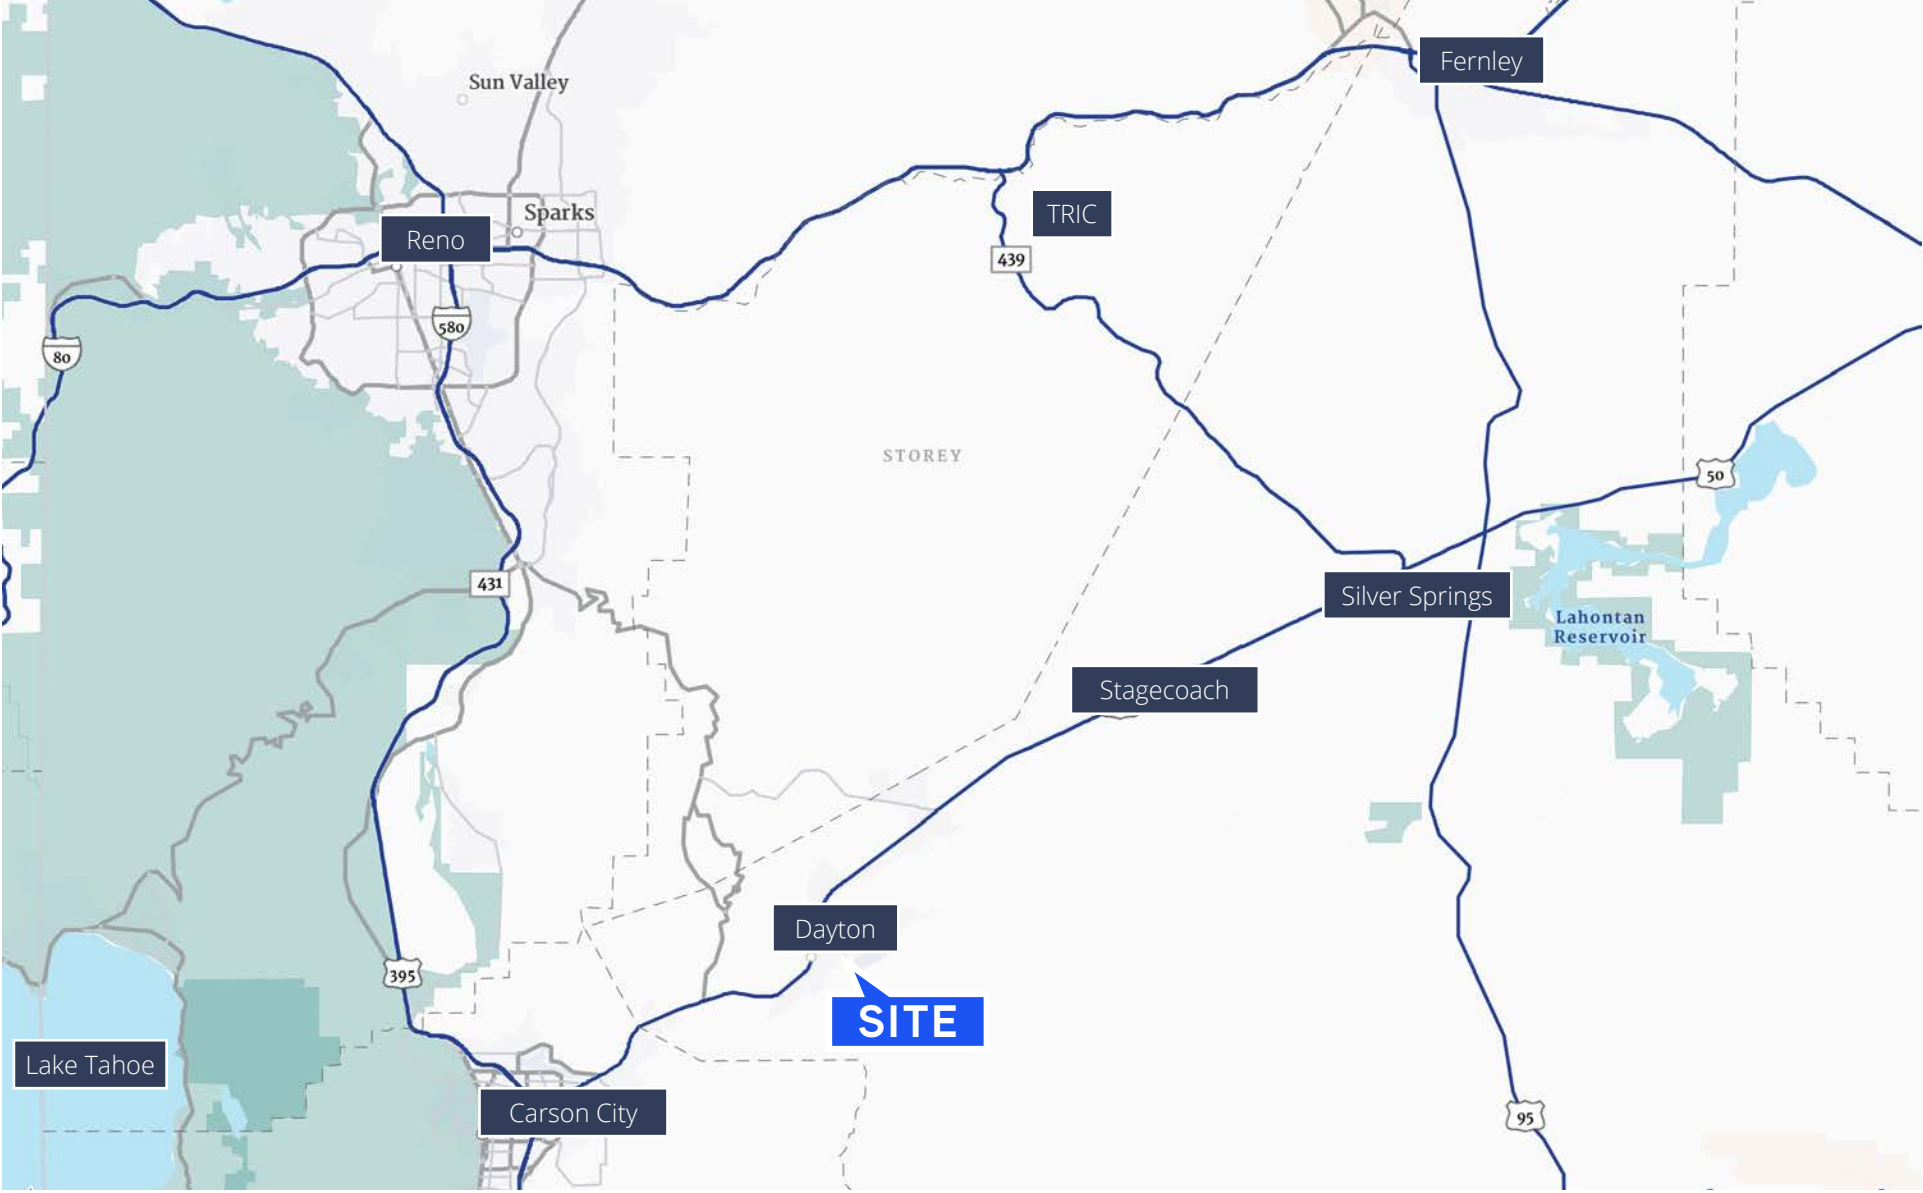 Fernley
Sun Valley
Sparks
TRIC
Reno
439
580
80
STOREY
50
431
Silver Springs
Lahontan
Reservoir
Stagecoach
Dayton
395
SITE
Lake Tahoe
Carson City
95